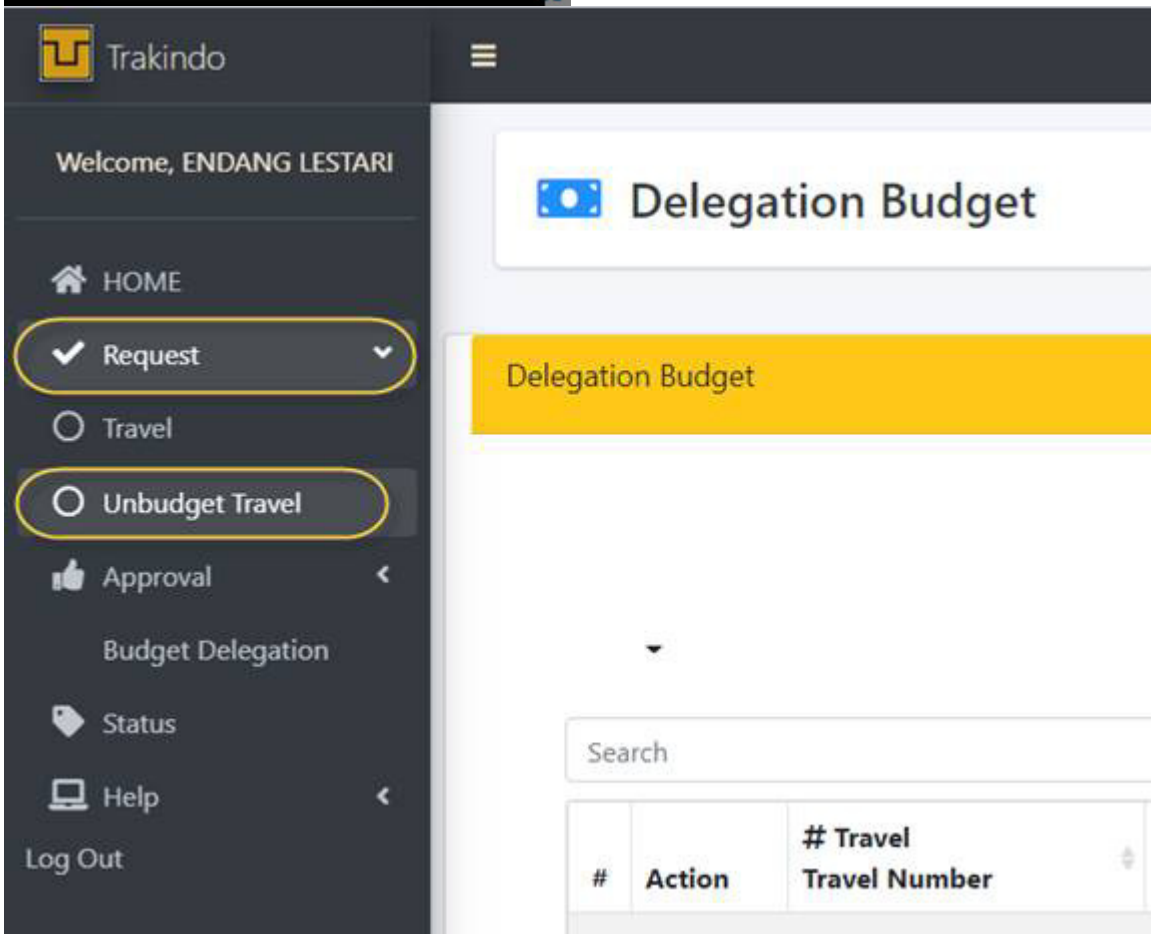 Trakindo
Welcome, ENDANG LESTARI
HOME
Request
Travel
Unbudget Travel
Approval
Budget Delegation
Status
Help
Log Out
Delegation Budget
Delegation Budget
Search
#
Action
# Travel
Travel Number